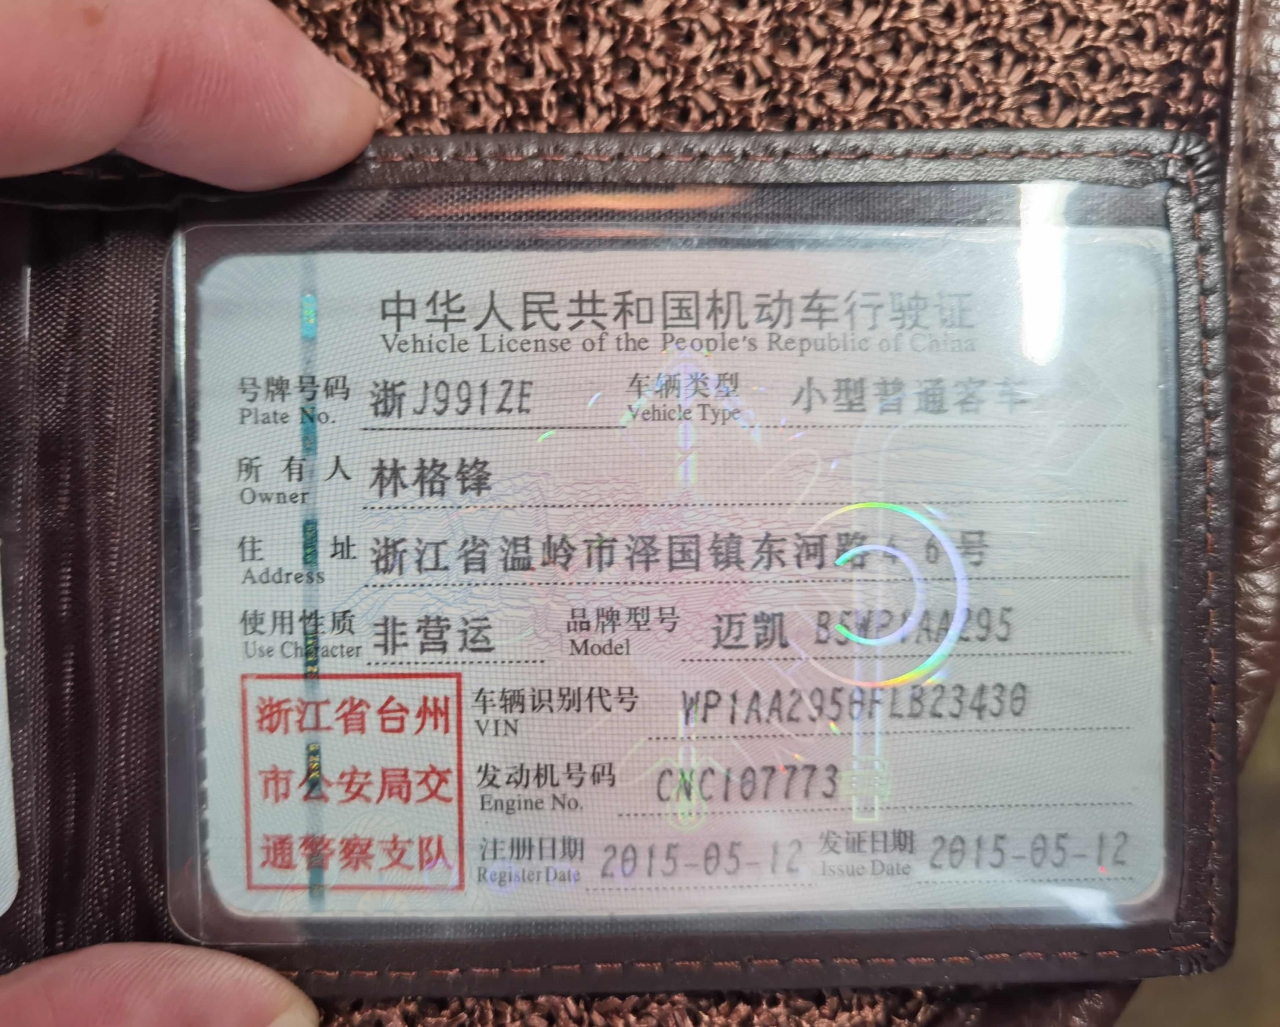 中华人民共和国机动车行驶证
Vehicle License of the People's Republic of China
号牌号码 浙J991ZE 车辆类型 小型普通客车
Plate No. Vehicle Type
所有人 林格锋
Owner
住址 浙江省温岭市泽国镇东河路46号
Address
使用性质 非营运 品牌型号 迈凯 B5WP1AA295
Use Character Model
浙江省台州
市公安局交
通警察支队
车辆识别代号 WP1AA2950FLB23430
VIN
发动机号码 CNC107773
Engine No.
注册日期 2015-05-12 发证日期 2015-05-12
Register Date Issue Date